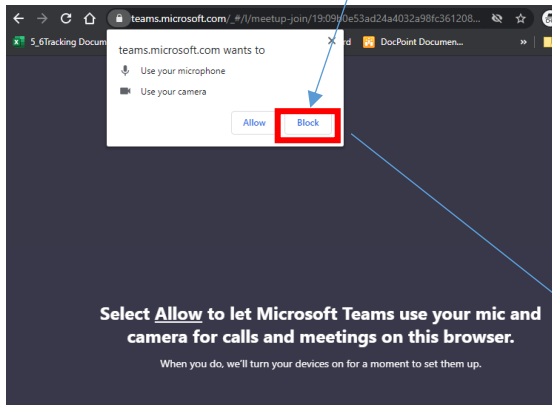 teams.microsoft.com/_#/l/meetup-join/19:09b0e53ad24a4032a98fc361208...
5_6Tracking Docum
rd
DocPoint Documen...
»
teams.microsoft.com wants to
Use your microphone
Use your camera
Allow
Block
Select Allow to let Microsoft Teams use your mic and
camera for calls and meetings on this browser.
When you do, we'll turn your devices on for a moment to set them up.